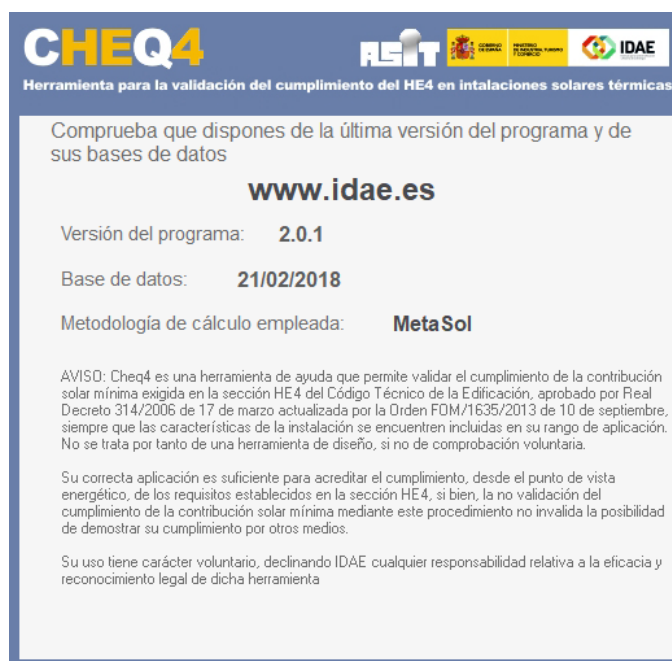 CHEQ4
ASIT
GOBIERNO
DE ESPAÑA
MINISTERIO
DE INDUSTRIA, TURISMO
Y COMERCIO
IDAE
Herramienta para la validación del cumplimiento del HE4 en intalaciones solares térmicas
Comprueba que dispones de la última versión del programa y de
sus bases de datos
www.idae.es
Versión del programa: 2.0.1
Base de datos: 21/02/2018
Metodología de cálculo empleada: MetaSol
AVISO: Cheq4 es una herramienta de ayuda que permite validar el cumplimiento de la contribución
solar mínima exigida en la sección HE4 del Código Técnico de la Edificación, aprobado por Real
Decreto 314/2006 de 17 de marzo actualizada por la Orden FOM/1635/2013 de 10 de septiembre,
siempre que las características de la instalación se encuentren incluidas en su rango de aplicación.
No se trata por tanto de una herramienta de diseño, si no de comprobación voluntaria.
Su correcta aplicación es suficiente para acreditar el cumplimiento, desde el punto de vista
energético, de los requisitos establecidos en la sección HE4, si bien, la no validación del
cumplimiento de la contribución solar mínima mediante este procedimiento no invalida la posibilidad
de demostrar su cumplimiento por otros medios.
Su uso tiene carácter voluntario, declinando IDAE cualquier responsabilidad relativa a la eficacia y
reconocimiento legal de dicha herramienta